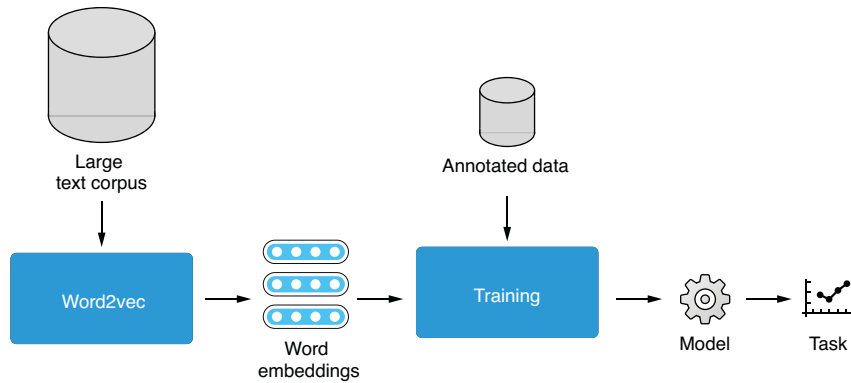 Large
text corpus
Annotated data
Word2vec
Training
Word
embeddings
Model
Task